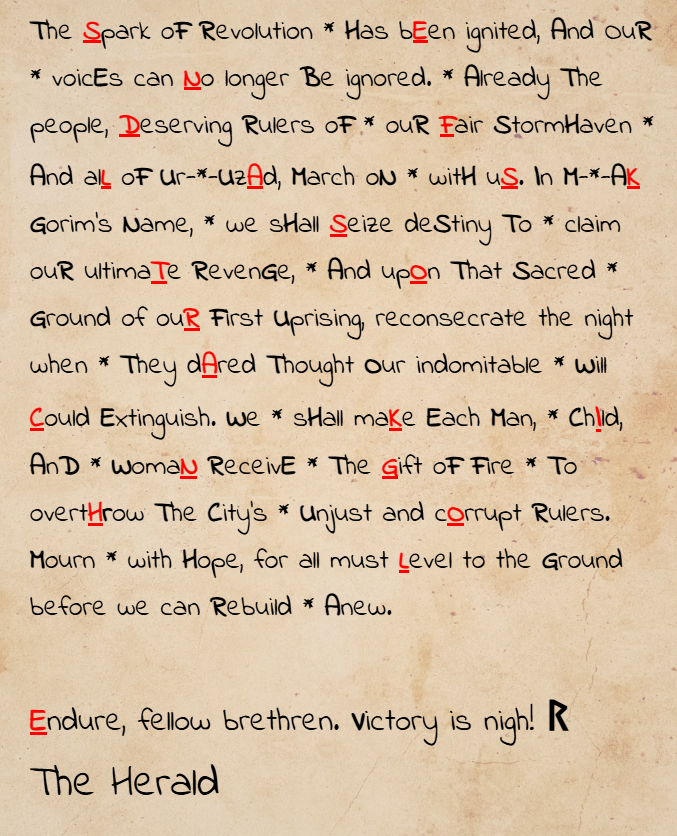 The Spark oF Revolution * Has bEen ignited, And ouR
* voicEs can No longer Be ignored. * Already The
people, Deserving Rulers oF * ouR Fair StormHaven *
And alL oF Ur-*-UzAd, March oN * witH uS. In M-*-AK
Gorim's Name, * we sHall Seize deStiny To * claim
ouR ultimaTe RevenGe, * And upOn That Sacred *
Ground of ouR First Uprising, reconsecrate the night
when * They dAred Thought Our indomitable * Will
Could Extinguish. We * sHall maKe Each Man, * ChIld,
AnD * WomaN ReceivE * The Gift oF Fire * To
overtHrow The City's * Unjust and cOrrupt Rulers.
Mourn * with Hope, for all must Level to the Ground
before we can Rebuild * Anew.
Endure, fellow brethren. Victory is nigh! ᚱ
The Herald